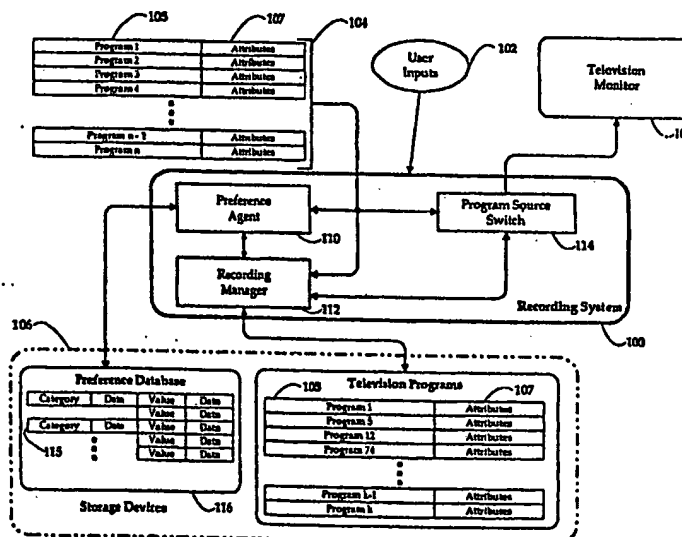 105
107
104
Program 1 Attributes
Program 2 Attributes
Program 3 Attributes
Program 4 Attributes
Program n - 1 Attributes
Program n Attributes
User
Inputs
102
Television
Monitor
10
Preference
Agent
110
Program Source
Switch
114
Recording
Manager
112
Recording System
103
106
Preference Database
Category Data Value Data
Value Data
Category Data Value Data
Value Data
Value Data
115
116
Storage Devices
Television Programs
105
107
Program 1 Attributes
Program 5 Attributes
Program 12 Attributes
Program 74 Attributes
Attributes
Program h Attributes